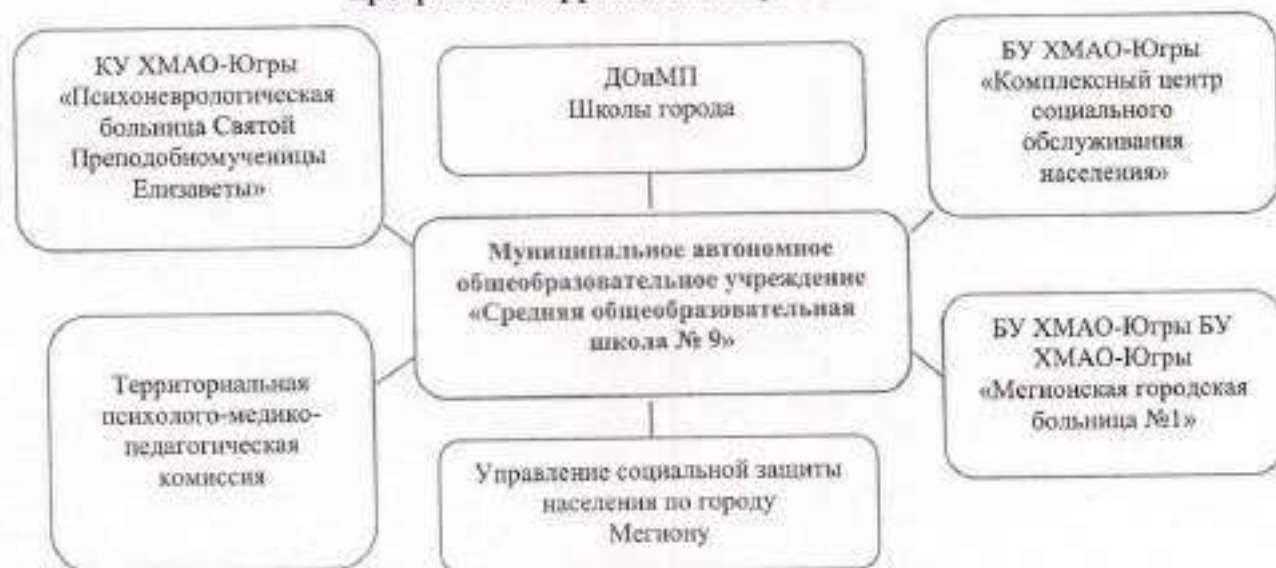 КУ ХМАО-Югры
«Психоневрологическая
больница Святой
Преподобномученицы
Елизаветы»
ДОиМП
Школы города
БУ ХМАО-Югры
«Комплексный центр
социального
обслуживания
населения»
Муниципальное автономное
общеобразовательное учреждение
«Средняя общеобразовательная
школа № 9»
Территориальная
психолого-медико-
педагогическая
комиссия
БУ ХМАО-Югры БУ
ХМАО-Югры
«Мегионская городская
больница №1»
Управление социальной защиты
населения по городу
Мегиону